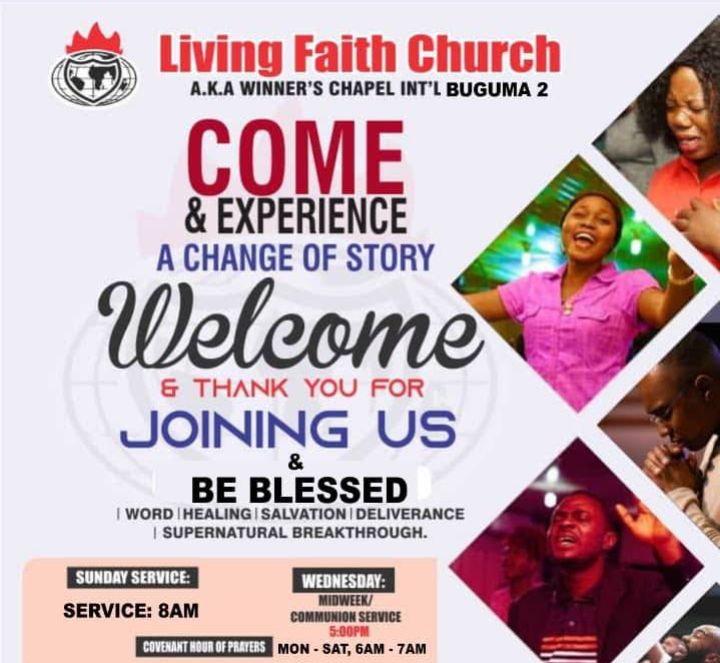 Living Faith Church
A.K.A WINNER'S CHAPEL INT'L BUGUMA 2
COME
& EXPERIENCE
A CHANGE OF STORY
Welcome
& THANK YOU FOR
JOINING US
&
BE BLESSED
| WORD | HEALING | SALVATION | DELIVERANCE
| SUPERNATURAL BREAKTHROUGH.
SUNDAY SERVICE:
SERVICE: 8AM
WEDNESDAY:
MIDWEEK/
COMMUNION SERVICE
5:00PM
COVENANT HOUR OF PRAYERS MON - SAT, 6AM - 7AM